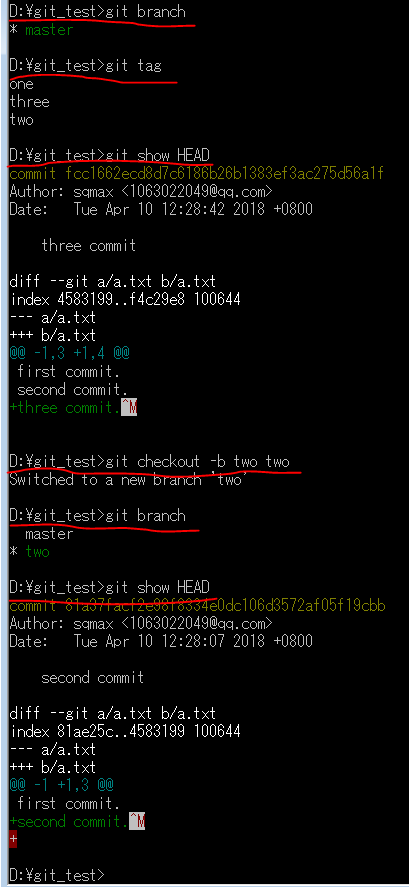 D:¥git_test>git branch
* master
D:¥git_test>git tag
one
three
two
D:¥git_test>git show HEAD
commit fcc1662ecd8d7c6186b26b1383ef3ac275d56a1f
Author: sqmax <1063022049@qq.com>
Date:   Tue Apr 10 12:28:42 2018 +0800
    three commit
diff --git a/a.txt b/a.txt
index 4583199..f4c29e8 100644
--- a/a.txt
+++ b/a.txt
@@ -1,3 +1,4 @@
 first commit.
 second commit.
+three commit.^M
D:¥git_test>git checkout -b two two
Switched to a new branch 'two'
D:¥git_test>git branch
  master
* two
D:¥git_test>git show HEAD
commit 81a37facf2e98f8334e0dc106d3572af05f19cbb
Author: sqmax <1063022049@qq.com>
Date:   Tue Apr 10 12:28:07 2018 +0800
    second commit
diff --git a/a.txt b/a.txt
index 81ae25c..4583199 100644
--- a/a.txt
+++ b/a.txt
@@ -1 +1,3 @@
 first commit.
+second commit.^M
+
D:¥git_test>